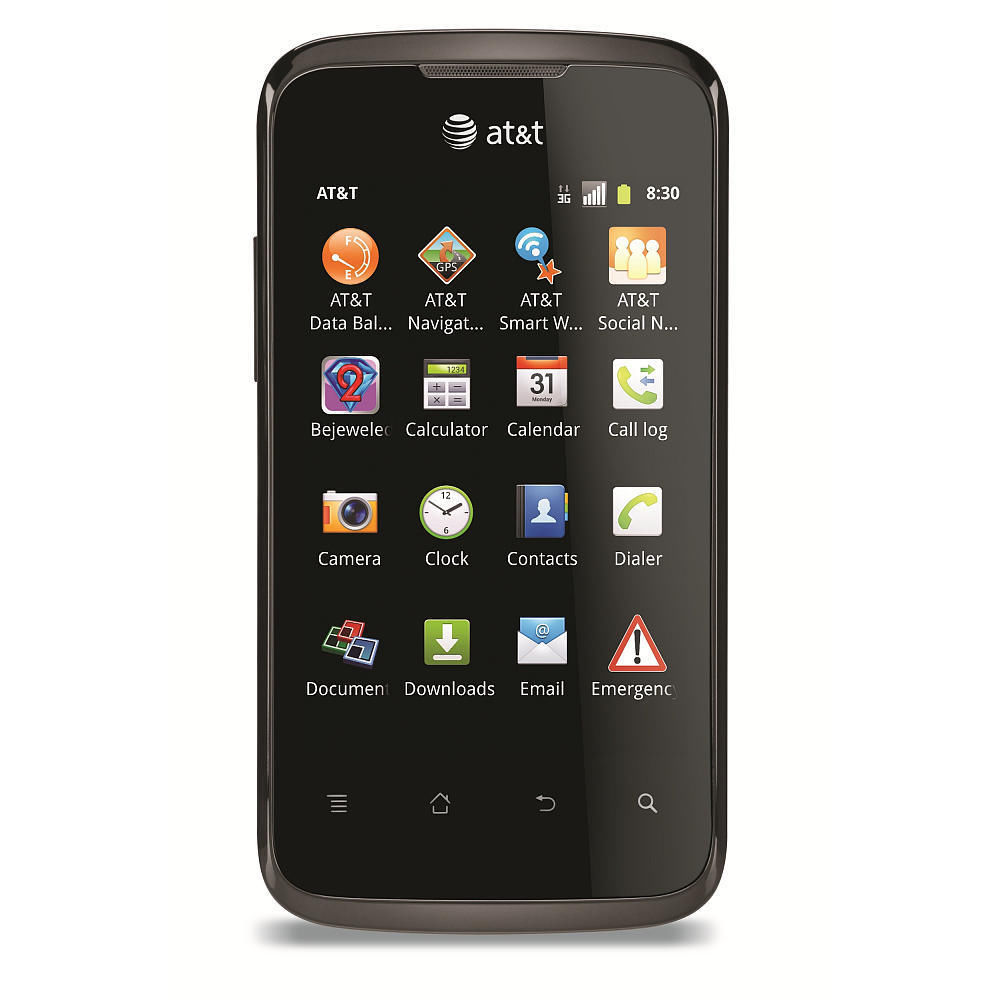 at&t
AT&T 3G 8:30
F
E
GPS
AT&T AT&T AT&T AT&T
Data Bal... Navigat... Smart W... Social N...
2 1234 31
Monday
Bejewelec Calculator Calendar Call log
12
6
Camera Clock Contacts Dialer
@ !
Document Downloads Email Emergency